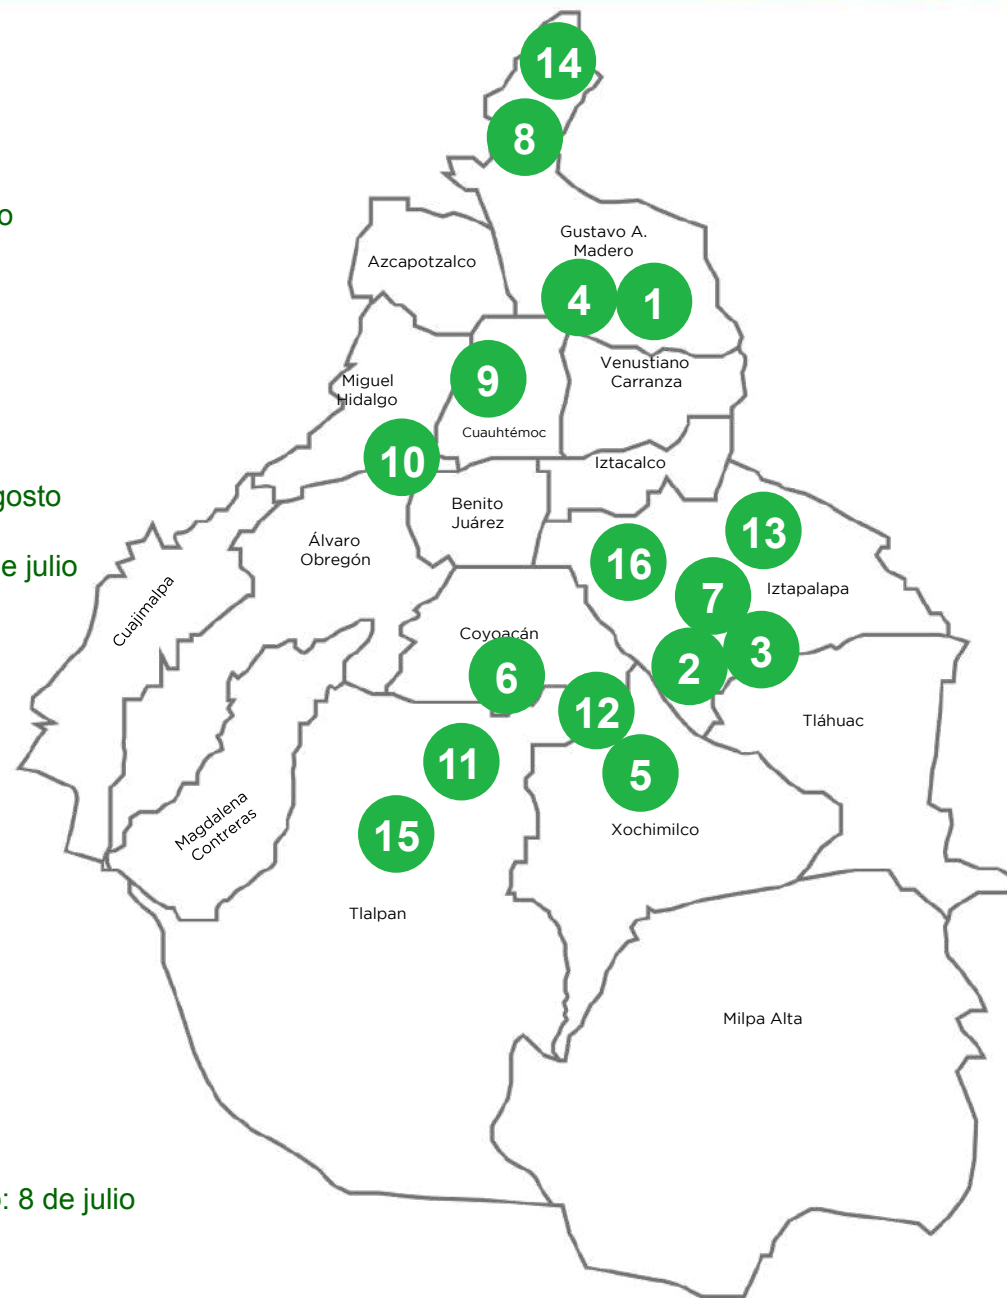 14
8
o
Gustavo A.
Madero
Azcapotzalco
4
1
Venustiano
Carranza
9
Miguel
Hidalgo
Cuauhtémoc
10
Iztacalco
gosto
Benito
Juárez
13
Álvaro
Obregón
16
e julio
Iztapalapa
7
Cuajimalpa
Coyoacán
3
2
6
12
Tláhuac
11
5
Magdalena
Contreras
15
Xochimilco
Tlalpan
Milpa Alta
: 8 de julio